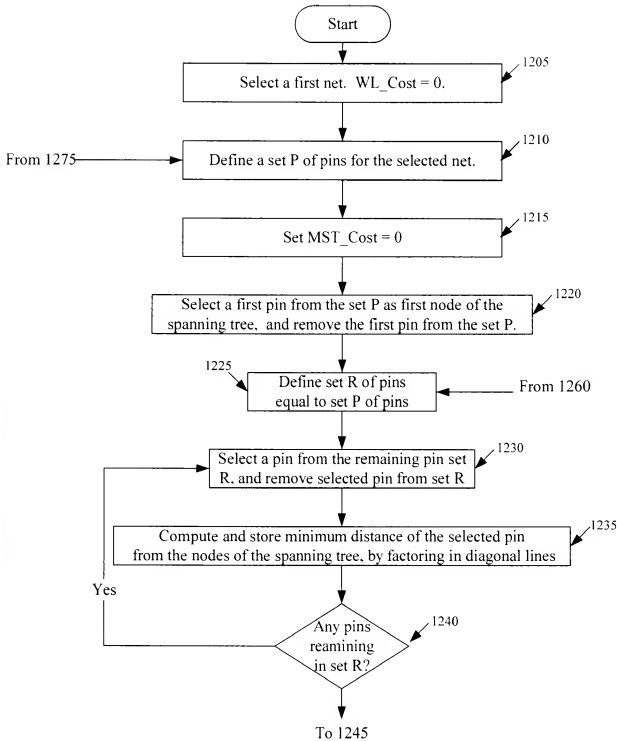 Start
1205
Select a first net. WL_Cost = 0.
1210
From 1275
Define a set P of pins for the selected net.
1215
Set MST_Cost = 0
1220
Select a first pin from the set P as first node of the
spanning tree, and remove the first pin from the set P.
1225
Define set R of pins
equal to set P of pins
From 1260
1230
Select a pin from the remaining pin set
R, and remove selected pin from set R
1235
Compute and store minimum distance of the selected pin
from the nodes of the spanning tree, by factoring in diagonal lines
Yes
1240
Any pins
reamining
in set R?
To 1245